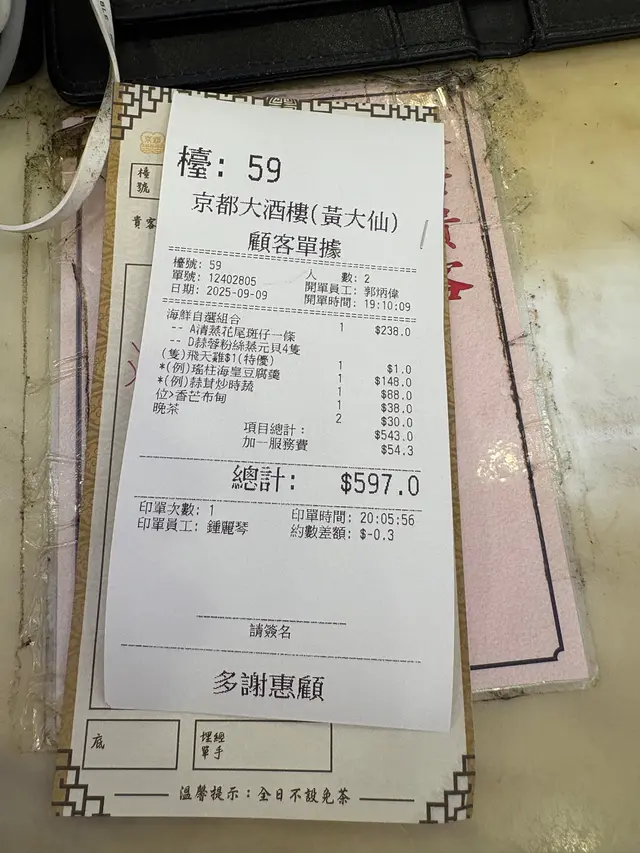 檯: 59
京都大酒樓(黃大仙)
顧客單據
檯號: 59 人 數: 2
單號: 12402805 開單員工: 郭炳偉
日期: 2025-09-09 開單時間: 19:10:09
海鮮自選組合 1 $238.0
-- A清蒸花尾斑仔一條
-- D蒜蓉粉絲蒸元貝4隻
(隻)飛天雞$1(特優) 1 $1.0
*(例)瑤柱海皇豆腐羹 1 $148.0
*(例)蒜茸炒時蔬 1 $88.0
位>香芒布甸 1 $38.0
晚茶 2 $30.0
項目總計: $543.0
加一服務費 $54.3
總計: $597.0
印單次數: 1 印單時間: 20:05:56
印單員工: 鍾麗琴 約數差額: $-0.3
請簽名
多謝惠顧
檯號
貴客
底
埋單 經手
溫馨提示：全日不設免茶